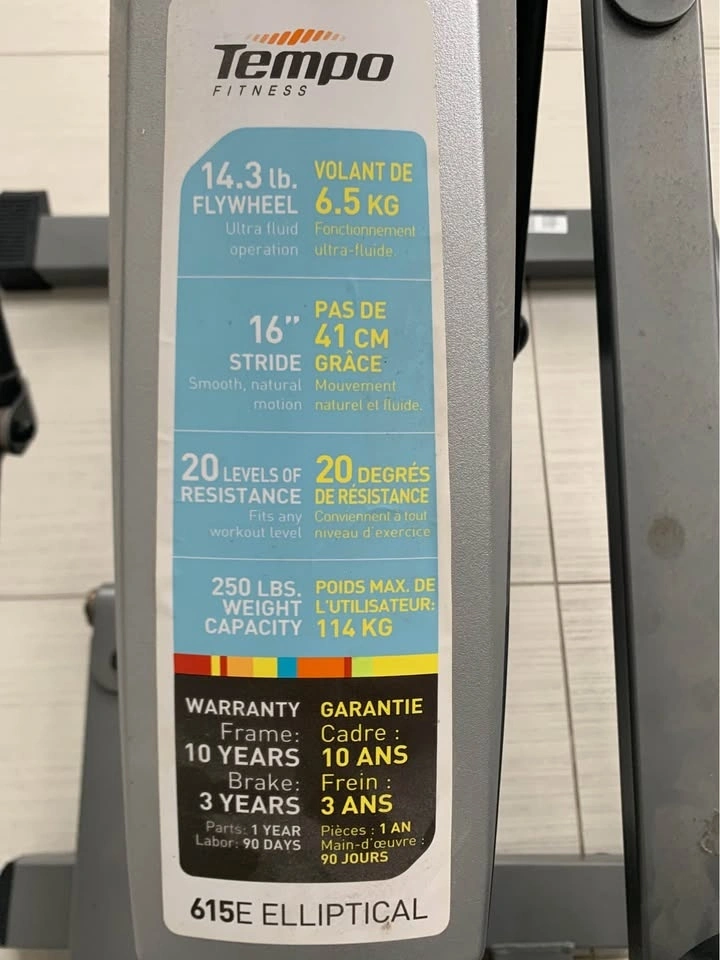 Tempo
FITNESS
14.3 lb.
FLYWHEEL
Ultra fluid
operation
VOLANT DE
6.5 KG
Fonctionnement
ultra-fluide.
16”
STRIDE
Smooth, natural
motion
PAS DE
41 CM
GRÂCE
Mouvement
naturel et fluide.
20 LEVELS OF
RESISTANCE
Fits any
workout level
20 DEGRÉS
DE RÉSISTANCE
Conviennent à tout
niveau d'exercice
250 LBS.
WEIGHT
CAPACITY
POIDS MAX. DE
L'UTILISATEUR:
114 KG
WARRANTY
Frame:
10 YEARS
Brake:
3 YEARS
Parts: 1 YEAR
Labor: 90 DAYS
GARANTIE
Cadre :
10 ANS
Frein :
3 ANS
Pièces : 1 AN
Main-d'œuvre :
90 JOURS
615E ELLIPTICAL